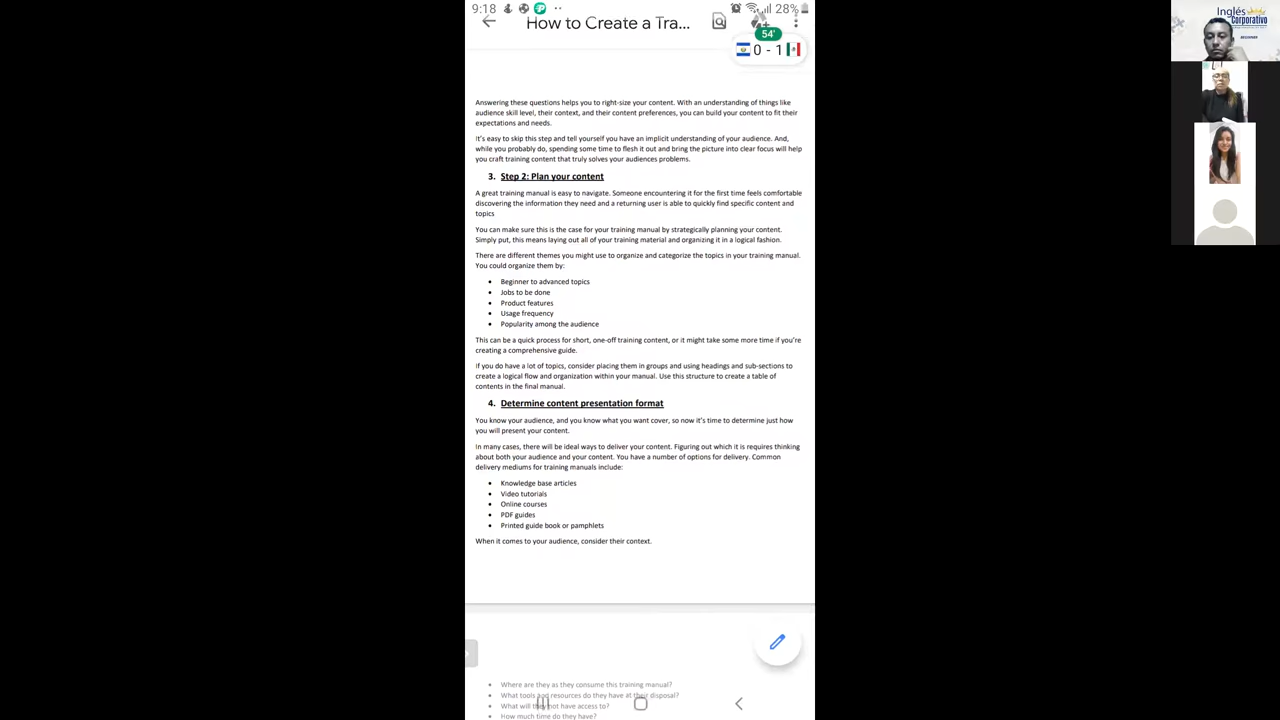 9:18
28%
How to Create a Tra...
54'
0 - 1
Inglés
Corporativo
Answering these questions helps you to right-size your content. With an understanding of things like
audience skill level, their context, and their content preferences, you can build your content to fit their
expectations and needs.
It's easy to skip this step and tell yourself you have an implicit understanding of your audience. And,
while you probably do, spending some time to flesh it out and bring the picture into clear focus will help
you craft training content that truly solves your audiences problems.
3. Step 2: Plan your content
A great training manual is easy to navigate. Someone encountering it for the first time feels comfortable
discovering the information they need and a returning user is able to quickly find specific content and
topics
You can make sure this is the case for your training manual by strategically planning your content.
Simply put, this means laying out all of your training material and organizing it in a logical fashion.
There are different themes you might use to organize and categorize the topics in your training manual.
You could organize them by:
• Beginner to advanced topics
• Jobs to be done
• Product features
• Usage frequency
• Popularity among the audience
This can be a quick process for short, one-off training content, or it might take some more time if you're
creating a comprehensive guide.
If you do have a lot of topics, consider placing them in groups and using headings and sub-sections to
create a logical flow and organization within your manual. Use this structure to create a table of
contents in the final manual.
4. Determine content presentation format
You know your audience, and you know what you want cover, so now it's time to determine just how
you will present your content.
In many cases, there will be ideal ways to deliver your content. Figuring out which it is requires thinking
about both your audience and your content. You have a number of options for delivery. Common
delivery mediums for training manuals include:
• Knowledge base articles
• Video tutorials
• Online courses
• PDF guides
• Printed guide book or pamphlets
When it comes to your audience, consider their context.
• Where are they as they consume this training manual?
• What tools and resources do they have at their disposal?
• What will they not have access to?
• How much time do they have?